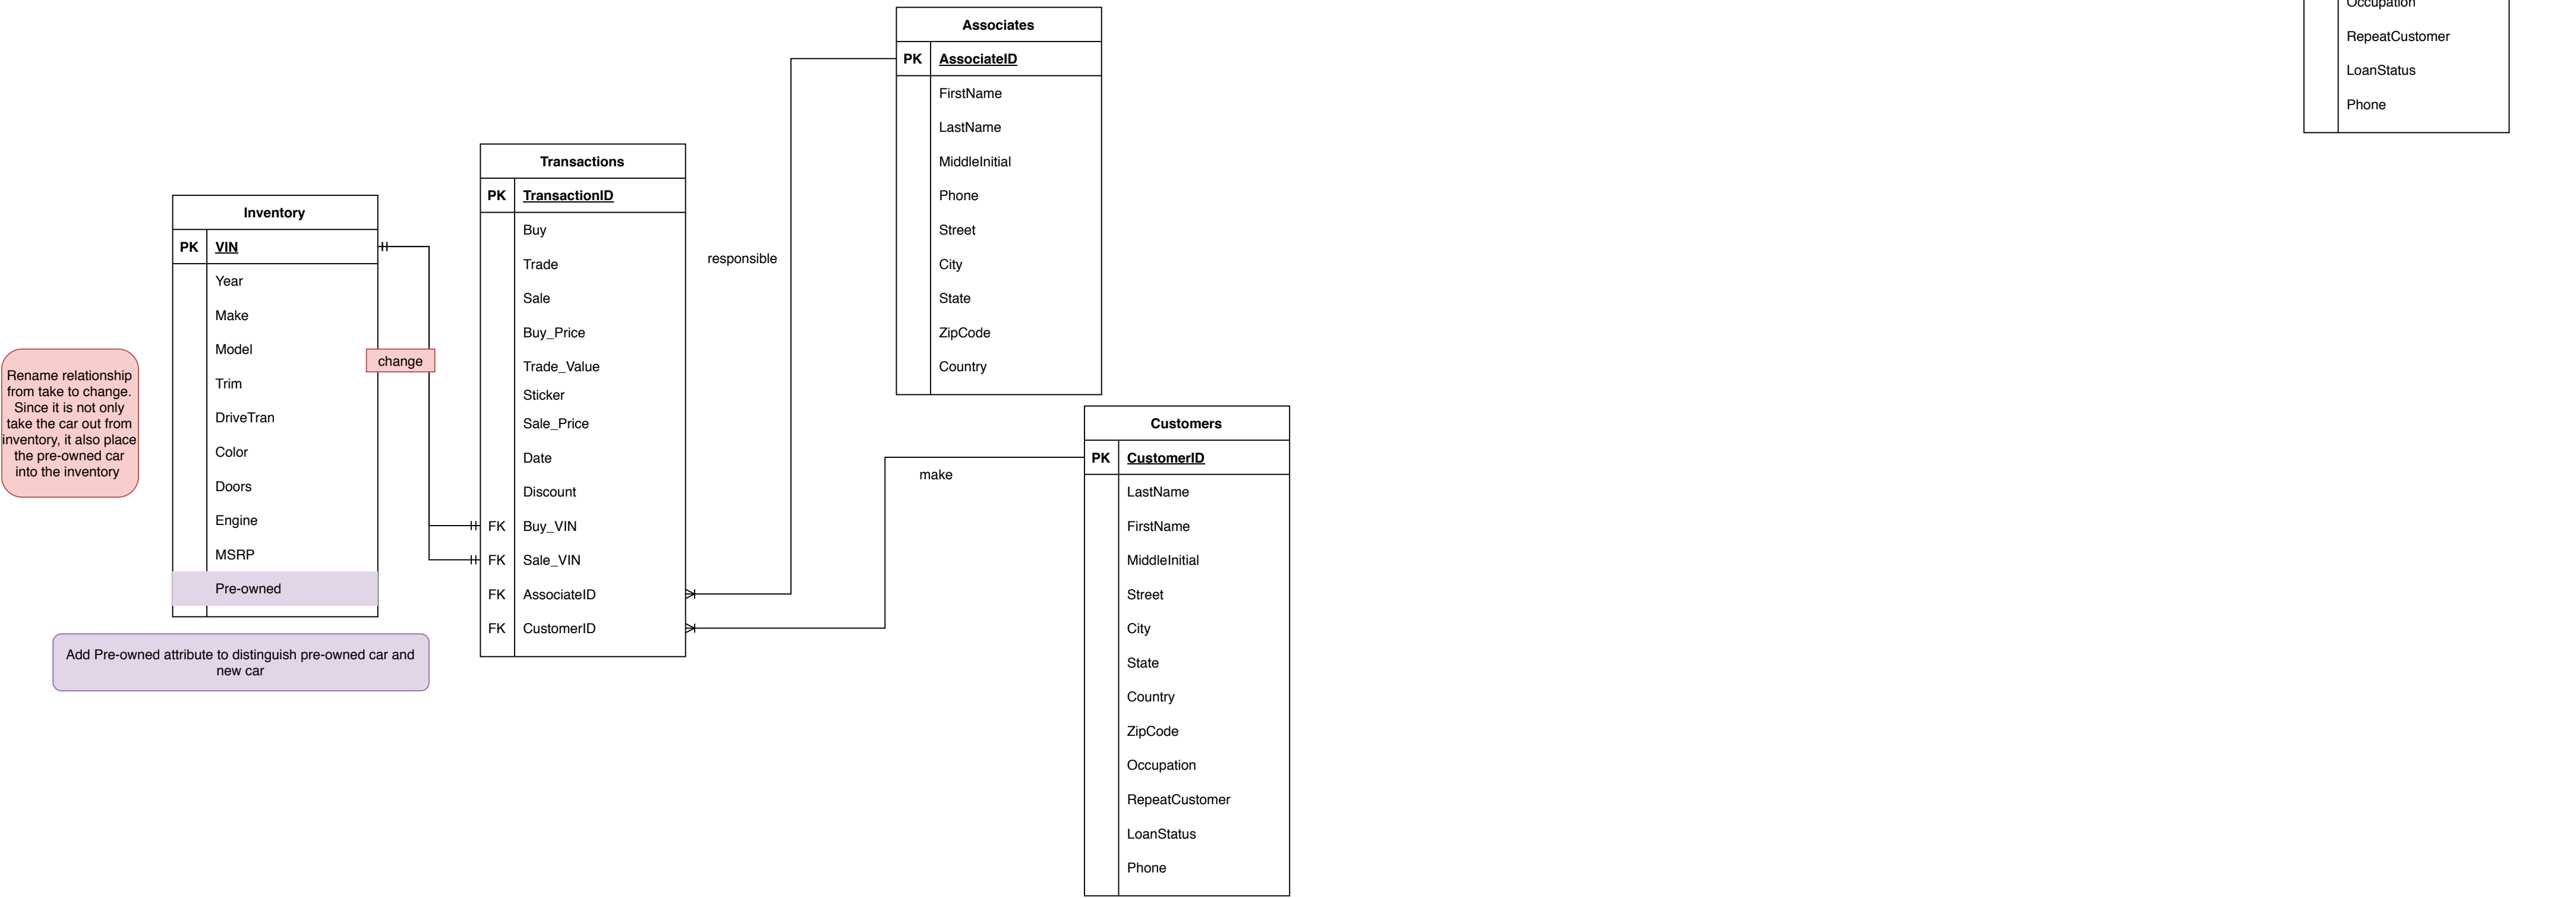 Associates
PK AssociateID
FirstName
LastName
MiddleInitial
Phone
Street
City
State
ZipCode
Country
Occupation
RepeatCustomer
LoanStatus
Phone
Transactions
PK TransactionID
Buy
Trade
Sale
Buy_Price
Trade_Value
Sticker
Sale_Price
Date
Discount
FK Buy_VIN
FK Sale_VIN
FK AssociateID
FK CustomerID
responsible
make
Inventory
PK VIN
Year
Make
Model
Trim
DriveTran
Color
Doors
Engine
MSRP
Pre-owned
change
Rename relationship
from take to change.
Since it is not only
take the car out from
inventory, it also place
the pre-owned car
into the inventory
Add Pre-owned attribute to distinguish pre-owned car and
new car
Customers
PK CustomerID
LastName
FirstName
MiddleInitial
Street
City
State
Country
ZipCode
Occupation
RepeatCustomer
LoanStatus
Phone